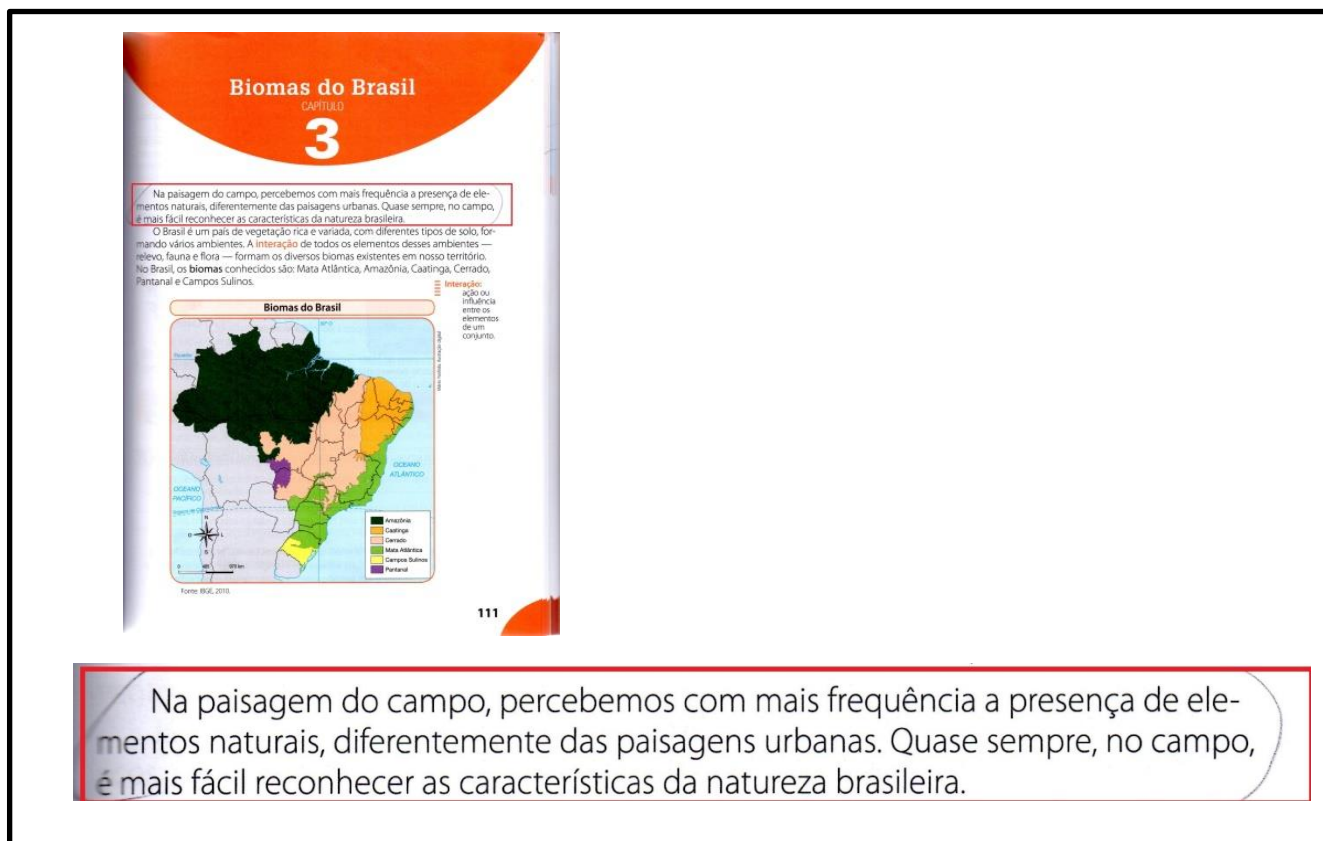 Biomas do Brasil
CAPÍTULO
3
Na paisagem do campo, percebemos com mais frequência a presença de ele-
mentos naturais, diferentemente das paisagens urbanas. Quase sempre, no campo,
é mais fácil reconhecer as características da natureza brasileira.
O Brasil é um país de vegetação rica e variada, com diferentes tipos de solo, for-
mando vários ambientes. A interação de todos os elementos desses ambientes —
relevo, fauna e flora — formam os diversos biomas existentes em nosso território.
No Brasil, os biomas conhecidos são: Mata Atlântica, Amazônia, Caatinga, Cerrado,
Pantanal e Campos Sulinos.
Interação:
ação ou
influência
entre os
elementos
de um
conjunto.
Biomas do Brasil
OCEANO
ATLÂNTICO
OCEANO
PACÍFICO
N
O
L
S
Amazônia
Caatinga
Cerrado
Mata Atlântica
Campos Sulinos
Pantanal
Fonte: IBGE, 2010.
111
Na paisagem do campo, percebemos com mais frequência a presença de ele-
mentos naturais, diferentemente das paisagens urbanas. Quase sempre, no campo,
é mais fácil reconhecer as características da natureza brasileira.